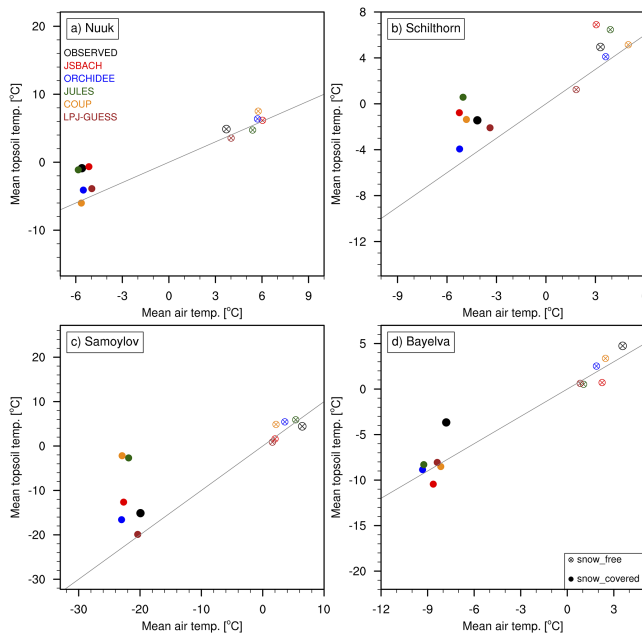 a) Nuuk
OBSERVED
JSBACH
ORCHIDEE
JULES
COUP
LPJ-GUESS
20
10
0
-10
Mean topsoil temp. [°C]
-6 -3 0 3 6 9
Mean air temp. [°C]
b) Schilthorn
8
4
0
-4
-8
-12
Mean topsoil temp. [°C]
-9 -6 -3 0 3 6
Mean air temp. [°C]
c) Samoylov
20
10
0
-10
-20
-30
Mean topsoil temp. [°C]
-30 -20 -10 0 10
Mean air temp. [°C]
d) Bayelva
5
0
-5
-10
-15
-20
Mean topsoil temp. [°C]
-12 -9 -6 -3 0 3
Mean air temp. [°C]
snow_free
snow_covered